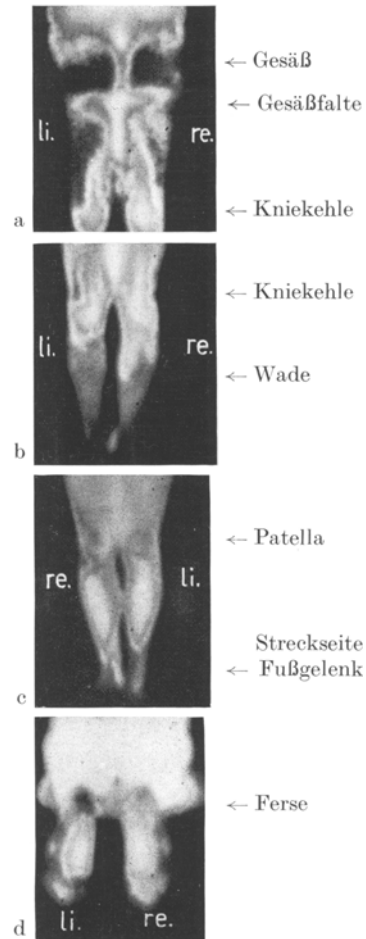 li.
re.
← Gesäß
← Gesäßfalte
← Kniekehle
a
li.
re.
← Kniekehle
← Wade
b
re.
li.
← Patella
Streckseite
← Fußgelenk
c
← Ferse
li.
re.
d